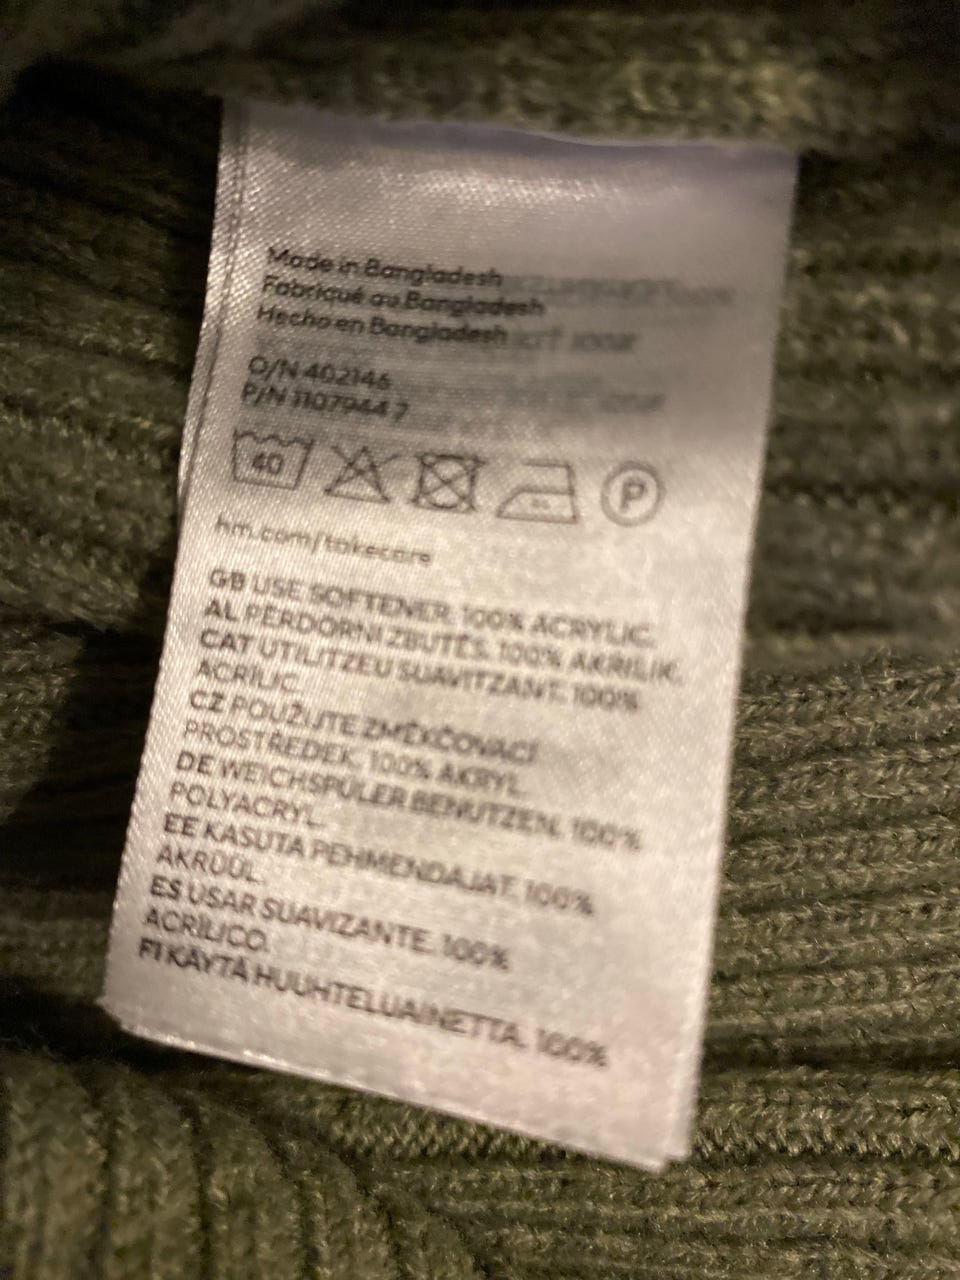 Made in Bangladesh
Fabriqué au Bangladesh
Hecho en Bangladesh
O/N 402146
P/N 11079447
40
P
hm.com/takecare
GB USE SOFTENER. 100% ACRYLIC.
AL PËRDORNI ZBUTËS. 100% AKRILIK.
CAT UTILITZEU SUAVITZANT. 100%
ACRÍLIC.
CZ POUŽIJTE ZMĚKČOVACÍ
PROSTŘEDEK. 100% AKRYL.
DE WEICHSPÜLER BENUTZEN. 100%
POLYACRYL.
EE KASUTA PEHMENDAJAT. 100%
AKRÜÜL.
ES USAR SUAVIZANTE. 100%
ACRÍLICO.
FI KÄYTÄ HUUHTELUAINETTA. 100%